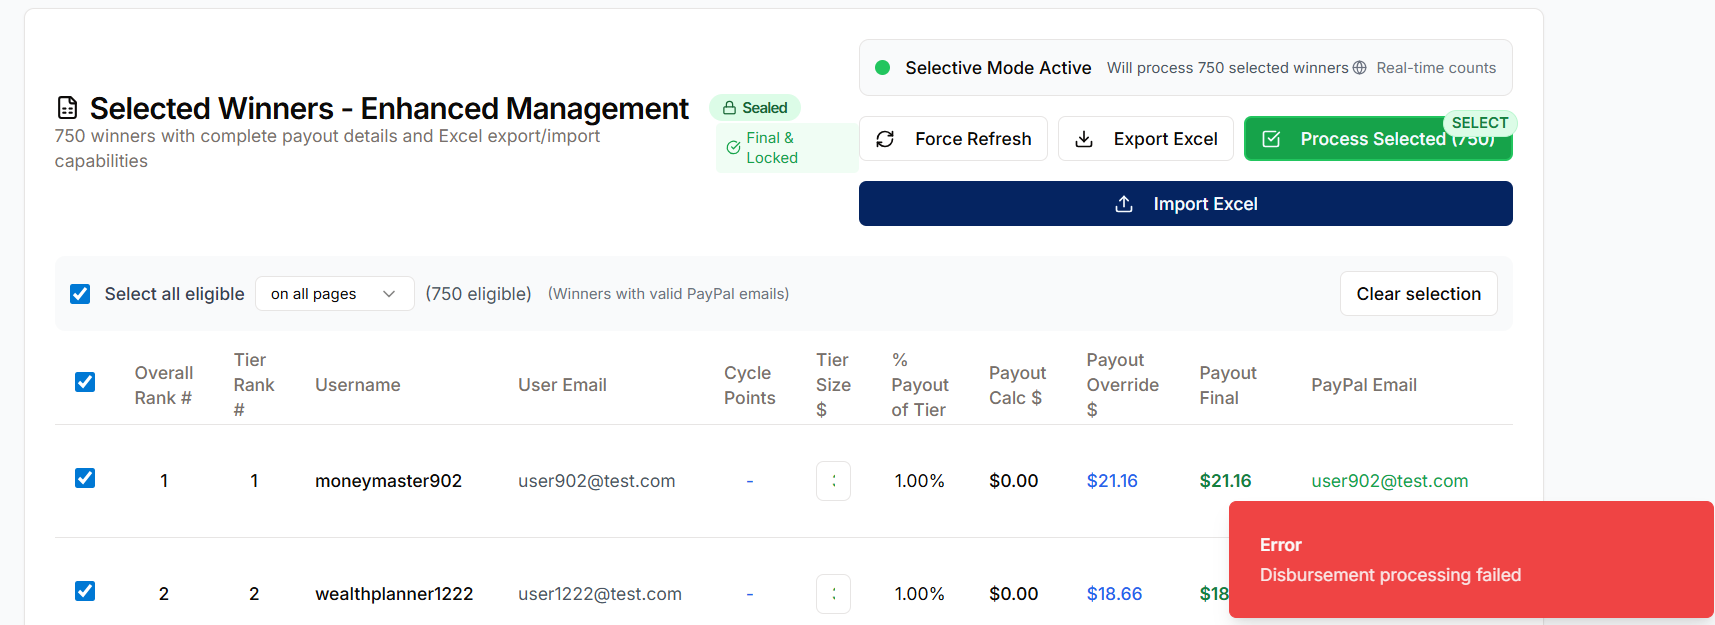 Selective Mode Active Will process 750 selected winners Real-time counts
Selected Winners - Enhanced Management
Sealed
750 winners with complete payout details and Excel export/import
capabilities
Final &
Locked
Force Refresh
Export Excel
Process Selected (750)
SELECT
Import Excel
Select all eligible on all pages (750 eligible) (Winners with valid PayPal emails) Clear selection
Overall
Rank #
Tier
Rank
#
Username
User Email
Cycle
Points
Tier
Size
$
%
Payout
of Tier
Payout
Calc $
Payout
Override
$
Payout
Final
PayPal Email
1 1 moneymaster902 user902@test.com - 1.00% $0.00 $21.16 $21.16 user902@test.com
2 2 wealthplanner1222 user1222@test.com - 1.00% $0.00 $18.66 $18
Error
Disbursement processing failed